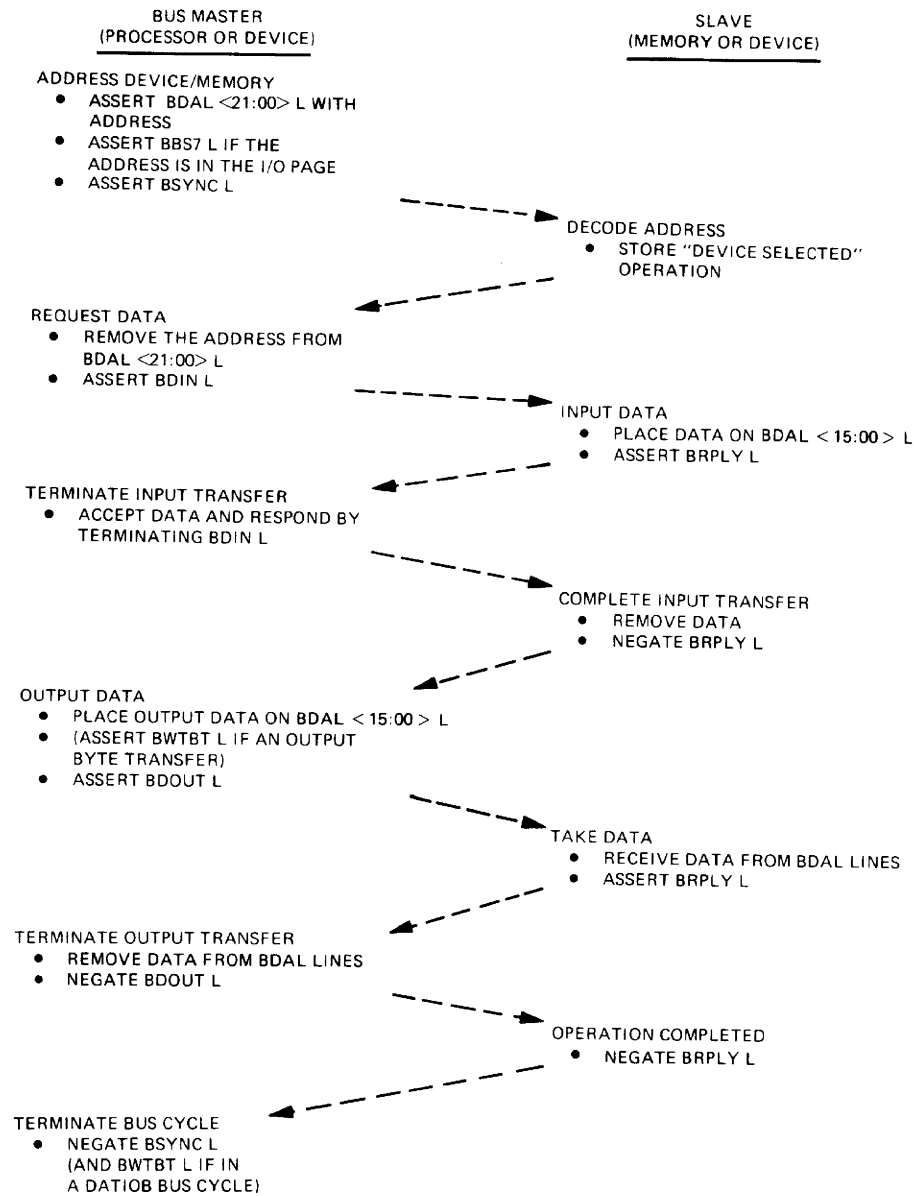 BUS MASTER
(PROCESSOR OR DEVICE)
SLAVE
(MEMORY OR DEVICE)
ADDRESS DEVICE/MEMORY
• ASSERT BDAL <21:00> L WITH
ADDRESS
• ASSERT BBS7 L IF THE
ADDRESS IS IN THE I/O PAGE
• ASSERT BSYNC L
DECODE ADDRESS
• STORE "DEVICE SELECTED"
OPERATION
REQUEST DATA
• REMOVE THE ADDRESS FROM
BDAL <21:00> L
• ASSERT BDIN L
INPUT DATA
• PLACE DATA ON BDAL <15:00> L
• ASSERT BRPLY L
TERMINATE INPUT TRANSFER
• ACCEPT DATA AND RESPOND BY
TERMINATING BDIN L
COMPLETE INPUT TRANSFER
• REMOVE DATA
• NEGATE BRPLY L
OUTPUT DATA
• PLACE OUTPUT DATA ON BDAL <15:00> L
• (ASSERT BWTBT L IF AN OUTPUT
BYTE TRANSFER)
• ASSERT BDOUT L
TAKE DATA
• RECEIVE DATA FROM BDAL LINES
• ASSERT BRPLY L
TERMINATE OUTPUT TRANSFER
• REMOVE DATA FROM BDAL LINES
• NEGATE BDOUT L
OPERATION COMPLETED
• NEGATE BRPLY L
TERMINATE BUS CYCLE
• NEGATE BSYNC L
(AND BWTBT L IF IN
A DATIOB BUS CYCLE)